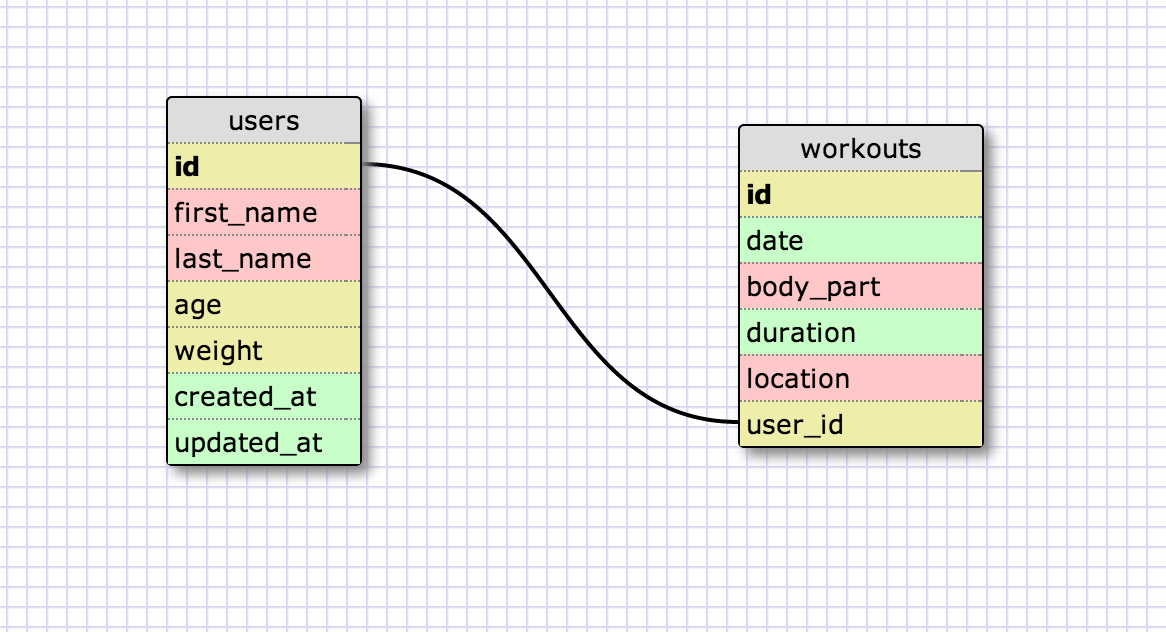 users
id
first_name
last_name
age
weight
created_at
updated_at
workouts
id
date
body_part
duration
location
user_id